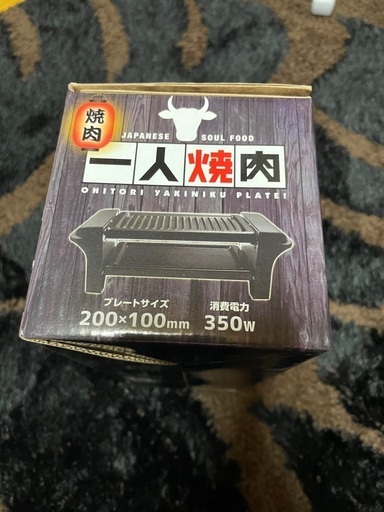 焼肉
JAPANESE SOUL FOOD
一人焼肉
OHITORI YAKINIKU PLATE!
プレートサイズ
200×100mm
消費電力
350W